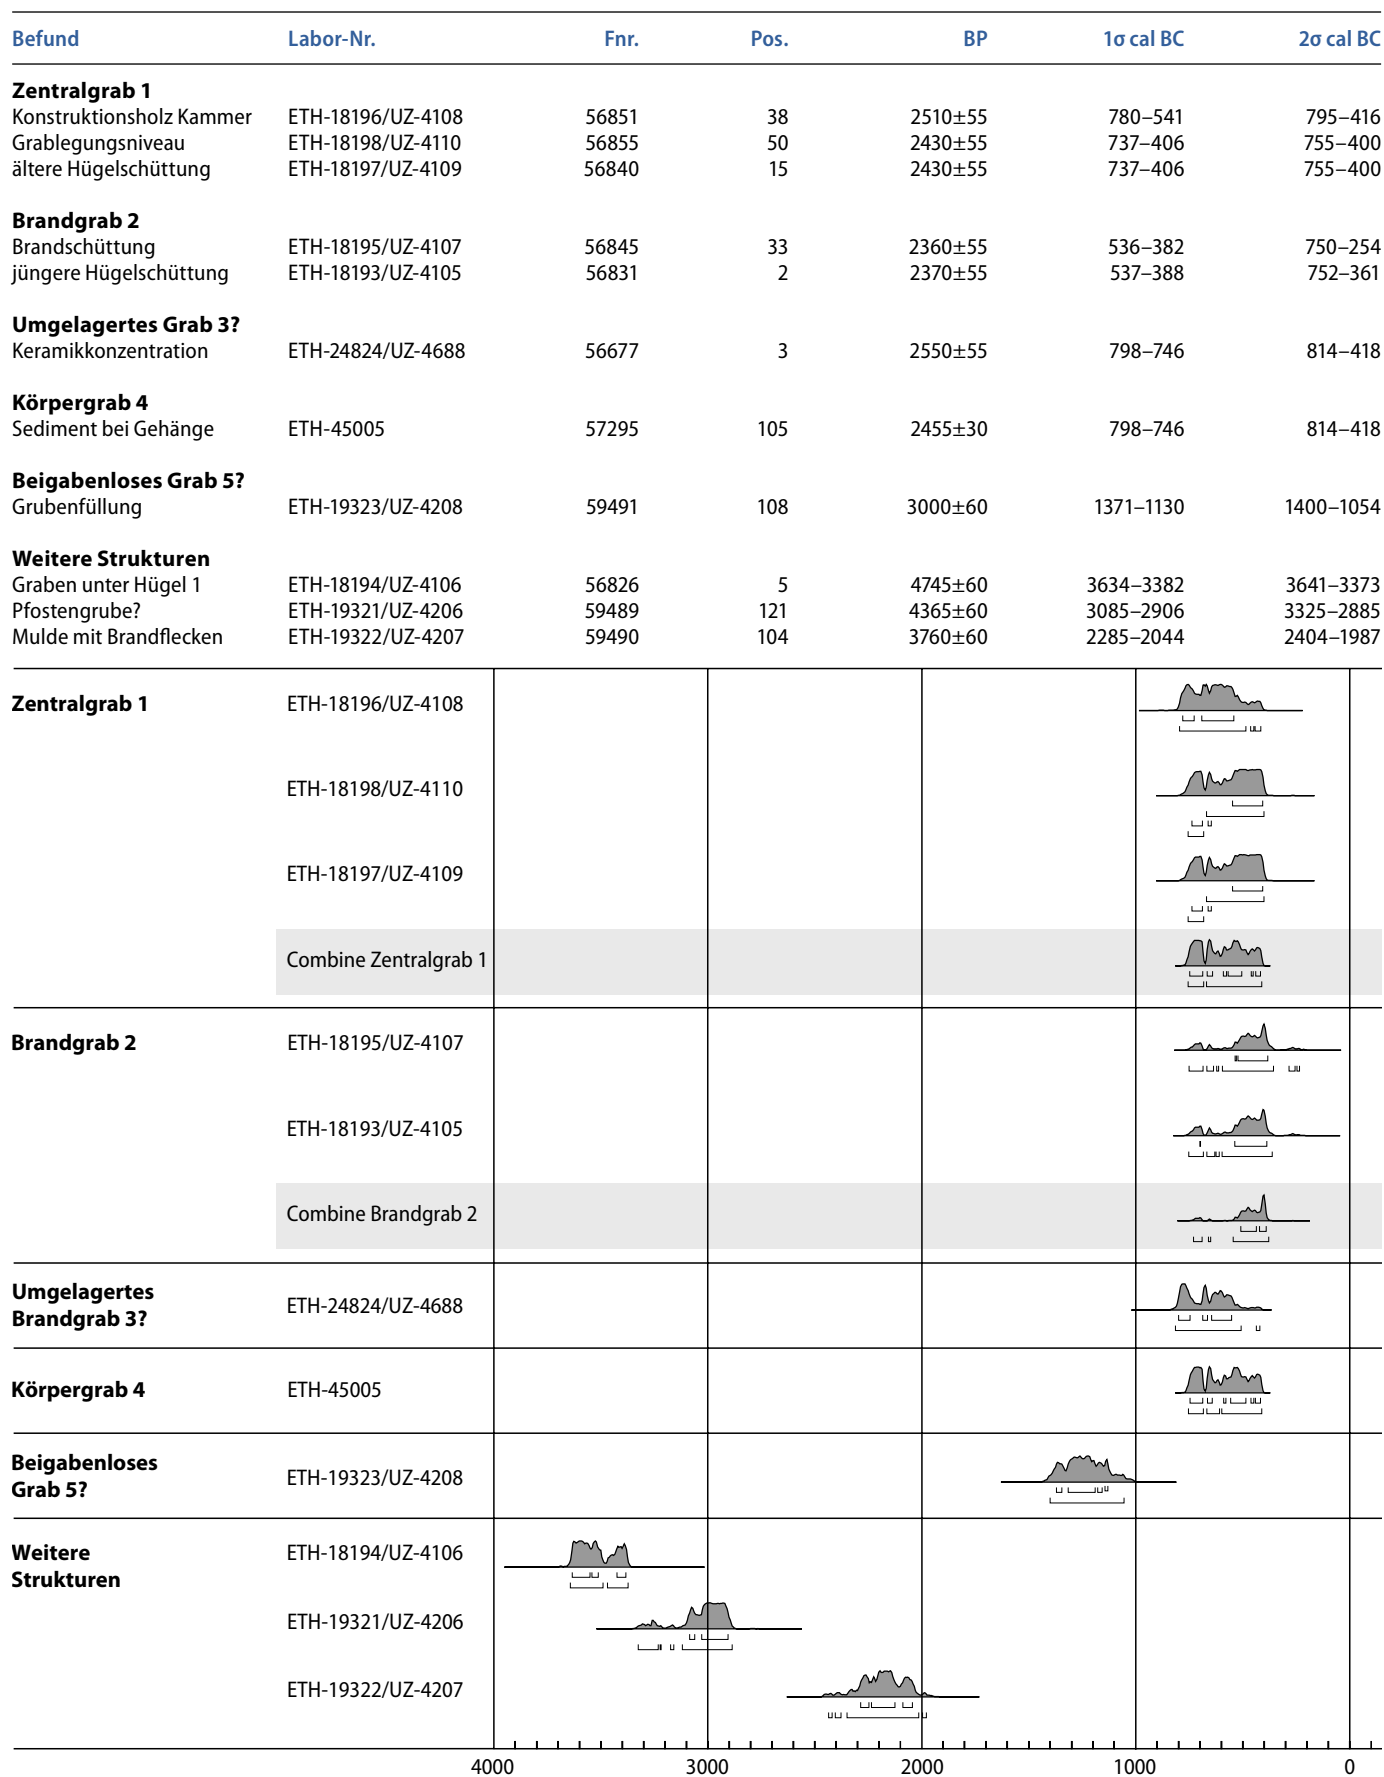 Befund Labor-Nr. Fnr. Pos. BP 1σ cal BC 2σ cal BC
Zentralgrab 1
Konstruktionsholz Kammer ETH-18196/UZ-4108 56851 38 2510±55 780–541 795–416
Grablegungsniveau ETH-18198/UZ-4110 56855 50 2430±55 737–406 755–400
ältere Hügelschüttung ETH-18197/UZ-4109 56840 15 2430±55 737–406 755–400
Brandgrab 2
Brandschüttung ETH-18195/UZ-4107 56845 33 2360±55 536–382 750–254
jüngere Hügelschüttung ETH-18193/UZ-4105 56831 2 2370±55 537–388 752–361
Umgelagertes Grab 3?
Keramikkonzentration ETH-24824/UZ-4688 56677 3 2550±55 798–746 814–418
Körpergrab 4
Sediment bei Gehänge ETH-45005 57295 105 2455±30 798–746 814–418
Beigabenloses Grab 5?
Grubenfüllung ETH-19323/UZ-4208 59491 108 3000±60 1371–1130 1400–1054
Weitere Strukturen
Graben unter Hügel 1 ETH-18194/UZ-4106 56826 5 4745±60 3634–3382 3641–3373
Pfostengrube? ETH-19321/UZ-4206 59489 121 4365±60 3085–2906 3325–2885
Mulde mit Brandflecken ETH-19322/UZ-4207 59490 104 3760±60 2285–2044 2404–1987
Zentralgrab 1 ETH-18196/UZ-4108
ETH-18198/UZ-4110
ETH-18197/UZ-4109
Combine Zentralgrab 1
Brandgrab 2 ETH-18195/UZ-4107
ETH-18193/UZ-4105
Combine Brandgrab 2
Umgelagertes
Brandgrab 3? ETH-24824/UZ-4688
Körpergrab 4 ETH-45005
Beigabenloses
Grab 5? ETH-19323/UZ-4208
Weitere ETH-18194/UZ-4106
Strukturen
ETH-19321/UZ-4206
ETH-19322/UZ-4207
4000 3000 2000 1000 0